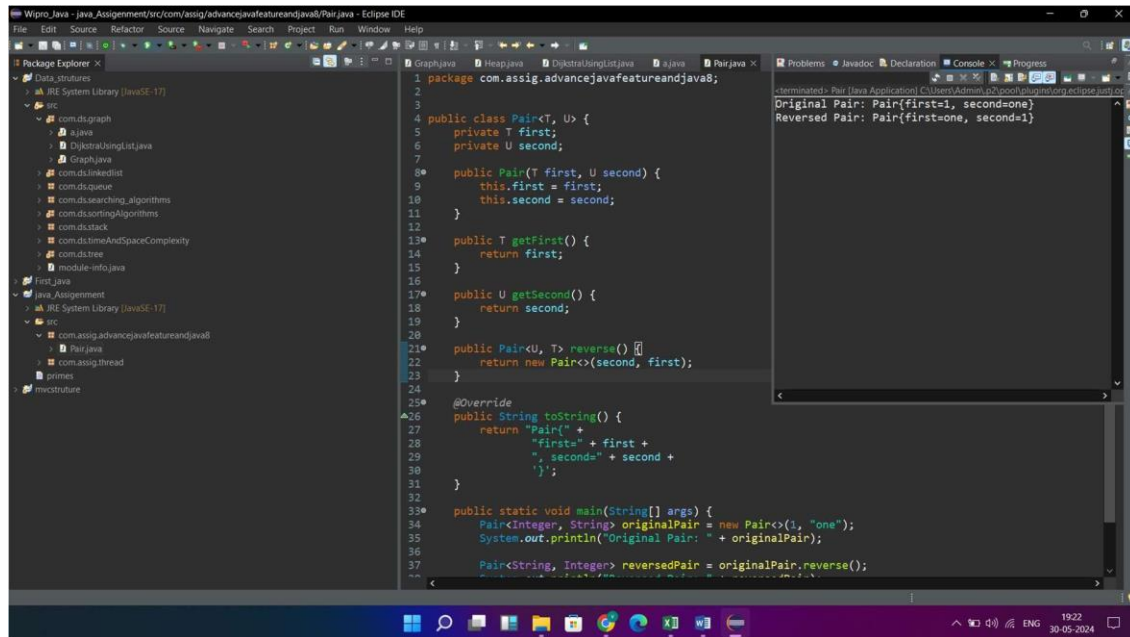 Wipro_Java - java_Assigenment/src/com/assig/advancejavafeatureandjava8/Pair.java - Eclipse IDE
File Edit Source Refactor Source Navigate Search Project Run Window Help
Package Explorer
Data_strutures
JRE System Library [JavaSE-17]
src
com.ds.graph
a.java
DijkstraUsingList.java
Graph.java
com.ds.linkedlist
com.ds.queue
com.ds.searching_algorithms
com.ds.sortingAlgorithms
com.ds.stack
com.ds.timeAndSpaceComplexity
com.ds.tree
module-info.java
First_java
java_Assigenment
JRE System Library [JavaSE-17]
src
com.assig.advancejavafeatureandjava8
Pair.java
com.assig.thread
primes
mvcstruture
Graph.java Heap.java DijkstraUsingList.java a.java Pair.java
1 package com.assig.advancejavafeatureandjava8;
2
3
4 public class Pair<T, U> {
5 private T first;
6 private U second;
7
8 public Pair(T first, U second) {
9 this.first = first;
10 this.second = second;
11 }
12
13 public T getFirst() {
14 return first;
15 }
16
17 public U getSecond() {
18 return second;
19 }
20
21 public Pair<U, T> reverse() {
22 return new Pair<>(second, first);
23 }
24
25 @Override
26 public String toString() {
27 return "Pair{" +
28 "first=" + first +
29 ", second=" + second +
30 '}';
31 }
32
33 public static void main(String[] args) {
34 Pair<Integer, String> originalPair = new Pair<>(1, "one");
35 System.out.println("Original Pair: " + originalPair);
36
37 Pair<String, Integer> reversedPair = originalPair.reverse();
Problems Javadoc Declaration Console Progress
<terminated> Pair [Java Application] C:\Users\Admin\.p2\pool\plugins\org.eclipse.justj.op
Original Pair: Pair{first=1, second=one}
Reversed Pair: Pair{first=one, second=1}
ENG
19:22
30-05-2024